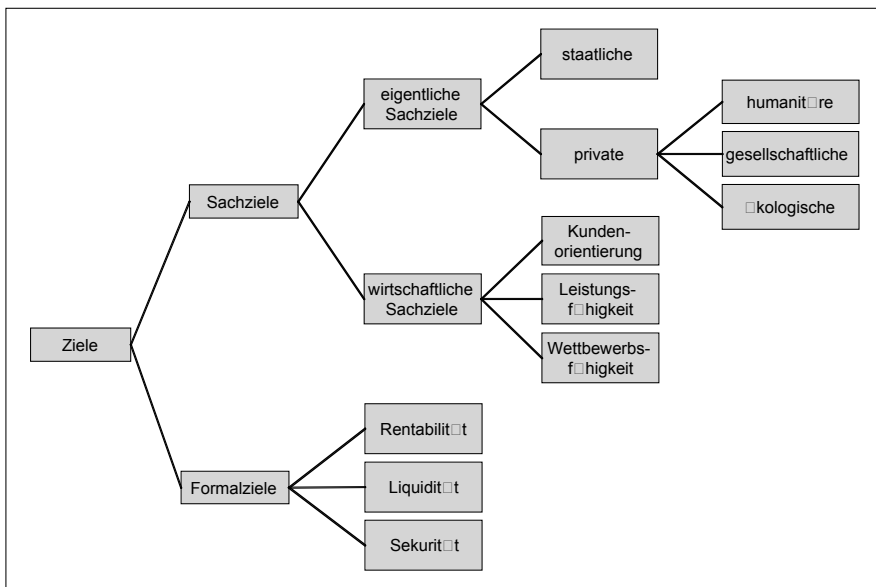 Ziele
Sachziele
eigentliche
Sachziele
staatliche
private
humanit□re
gesellschaftliche
□kologische
wirtschaftliche
Sachziele
Kunden-
orientierung
Leistungs-
f□higkeit
Wettbewerbs-
f□higkeit
Formalziele
Rentabilit□t
Liquidit□t
Sekurit□t